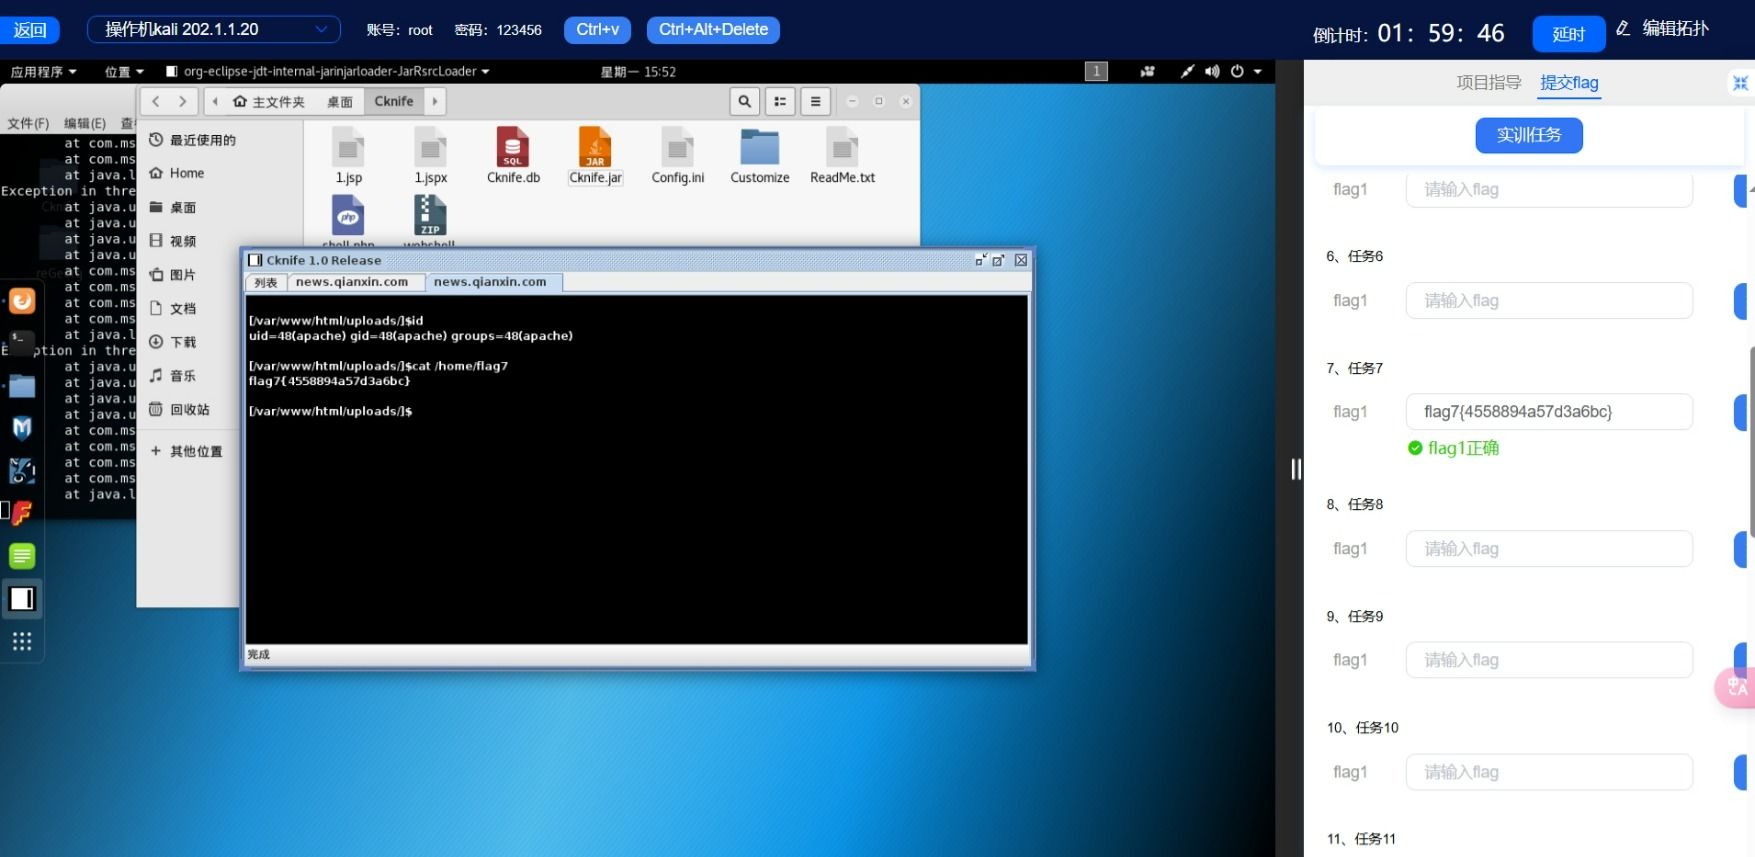 返回
操作机kali 202.1.1.20
账号：root
密码：123456
Ctrl+v
Ctrl+Alt+Delete
倒计时：01：59：46
延时
编辑拓扑
应用程序
位置
org-eclipse-jdt-internal-jarinjarloader-JarRsrcLoader
星期一 15:52
1
项目指导
提交flag
主文件夹
桌面
Cknife
文件(F)
编辑(E)
at com.ms
at com.ms
at java.l
Exception in thre
at java.u
at java.u
at java.u
at java.u
at com.ms
at com.ms
at com.ms
at com.ms
at java.l
ption in thre
at java.u
at java.u
at java.u
at java.u
at com.ms
at com.ms
at com.ms
at com.ms
at java.l
最近使用的
Home
桌面
视频
图片
文档
下载
音乐
回收站
其他位置
1.jsp
1.jspx
SQL
Cknife.db
JAR
Cknife.jar
Config.ini
Customize
ReadMe.txt
php
shell.php
ZIP
webshell
Cknife 1.0 Release
列表
news.qianxin.com
news.qianxin.com
[/var/www/html/uploads/]$id
uid=48(apache) gid=48(apache) groups=48(apache)
[/var/www/html/uploads/]$cat /home/flag7
flag7{4558894a57d3a6bc}
[/var/www/html/uploads/]$
完成
实训任务
flag1
请输入flag
6、任务6
flag1
请输入flag
7、任务7
flag1
flag7{4558894a57d3a6bc}
flag1正确
8、任务8
flag1
请输入flag
9、任务9
flag1
请输入flag
10、任务10
flag1
请输入flag
11、任务11